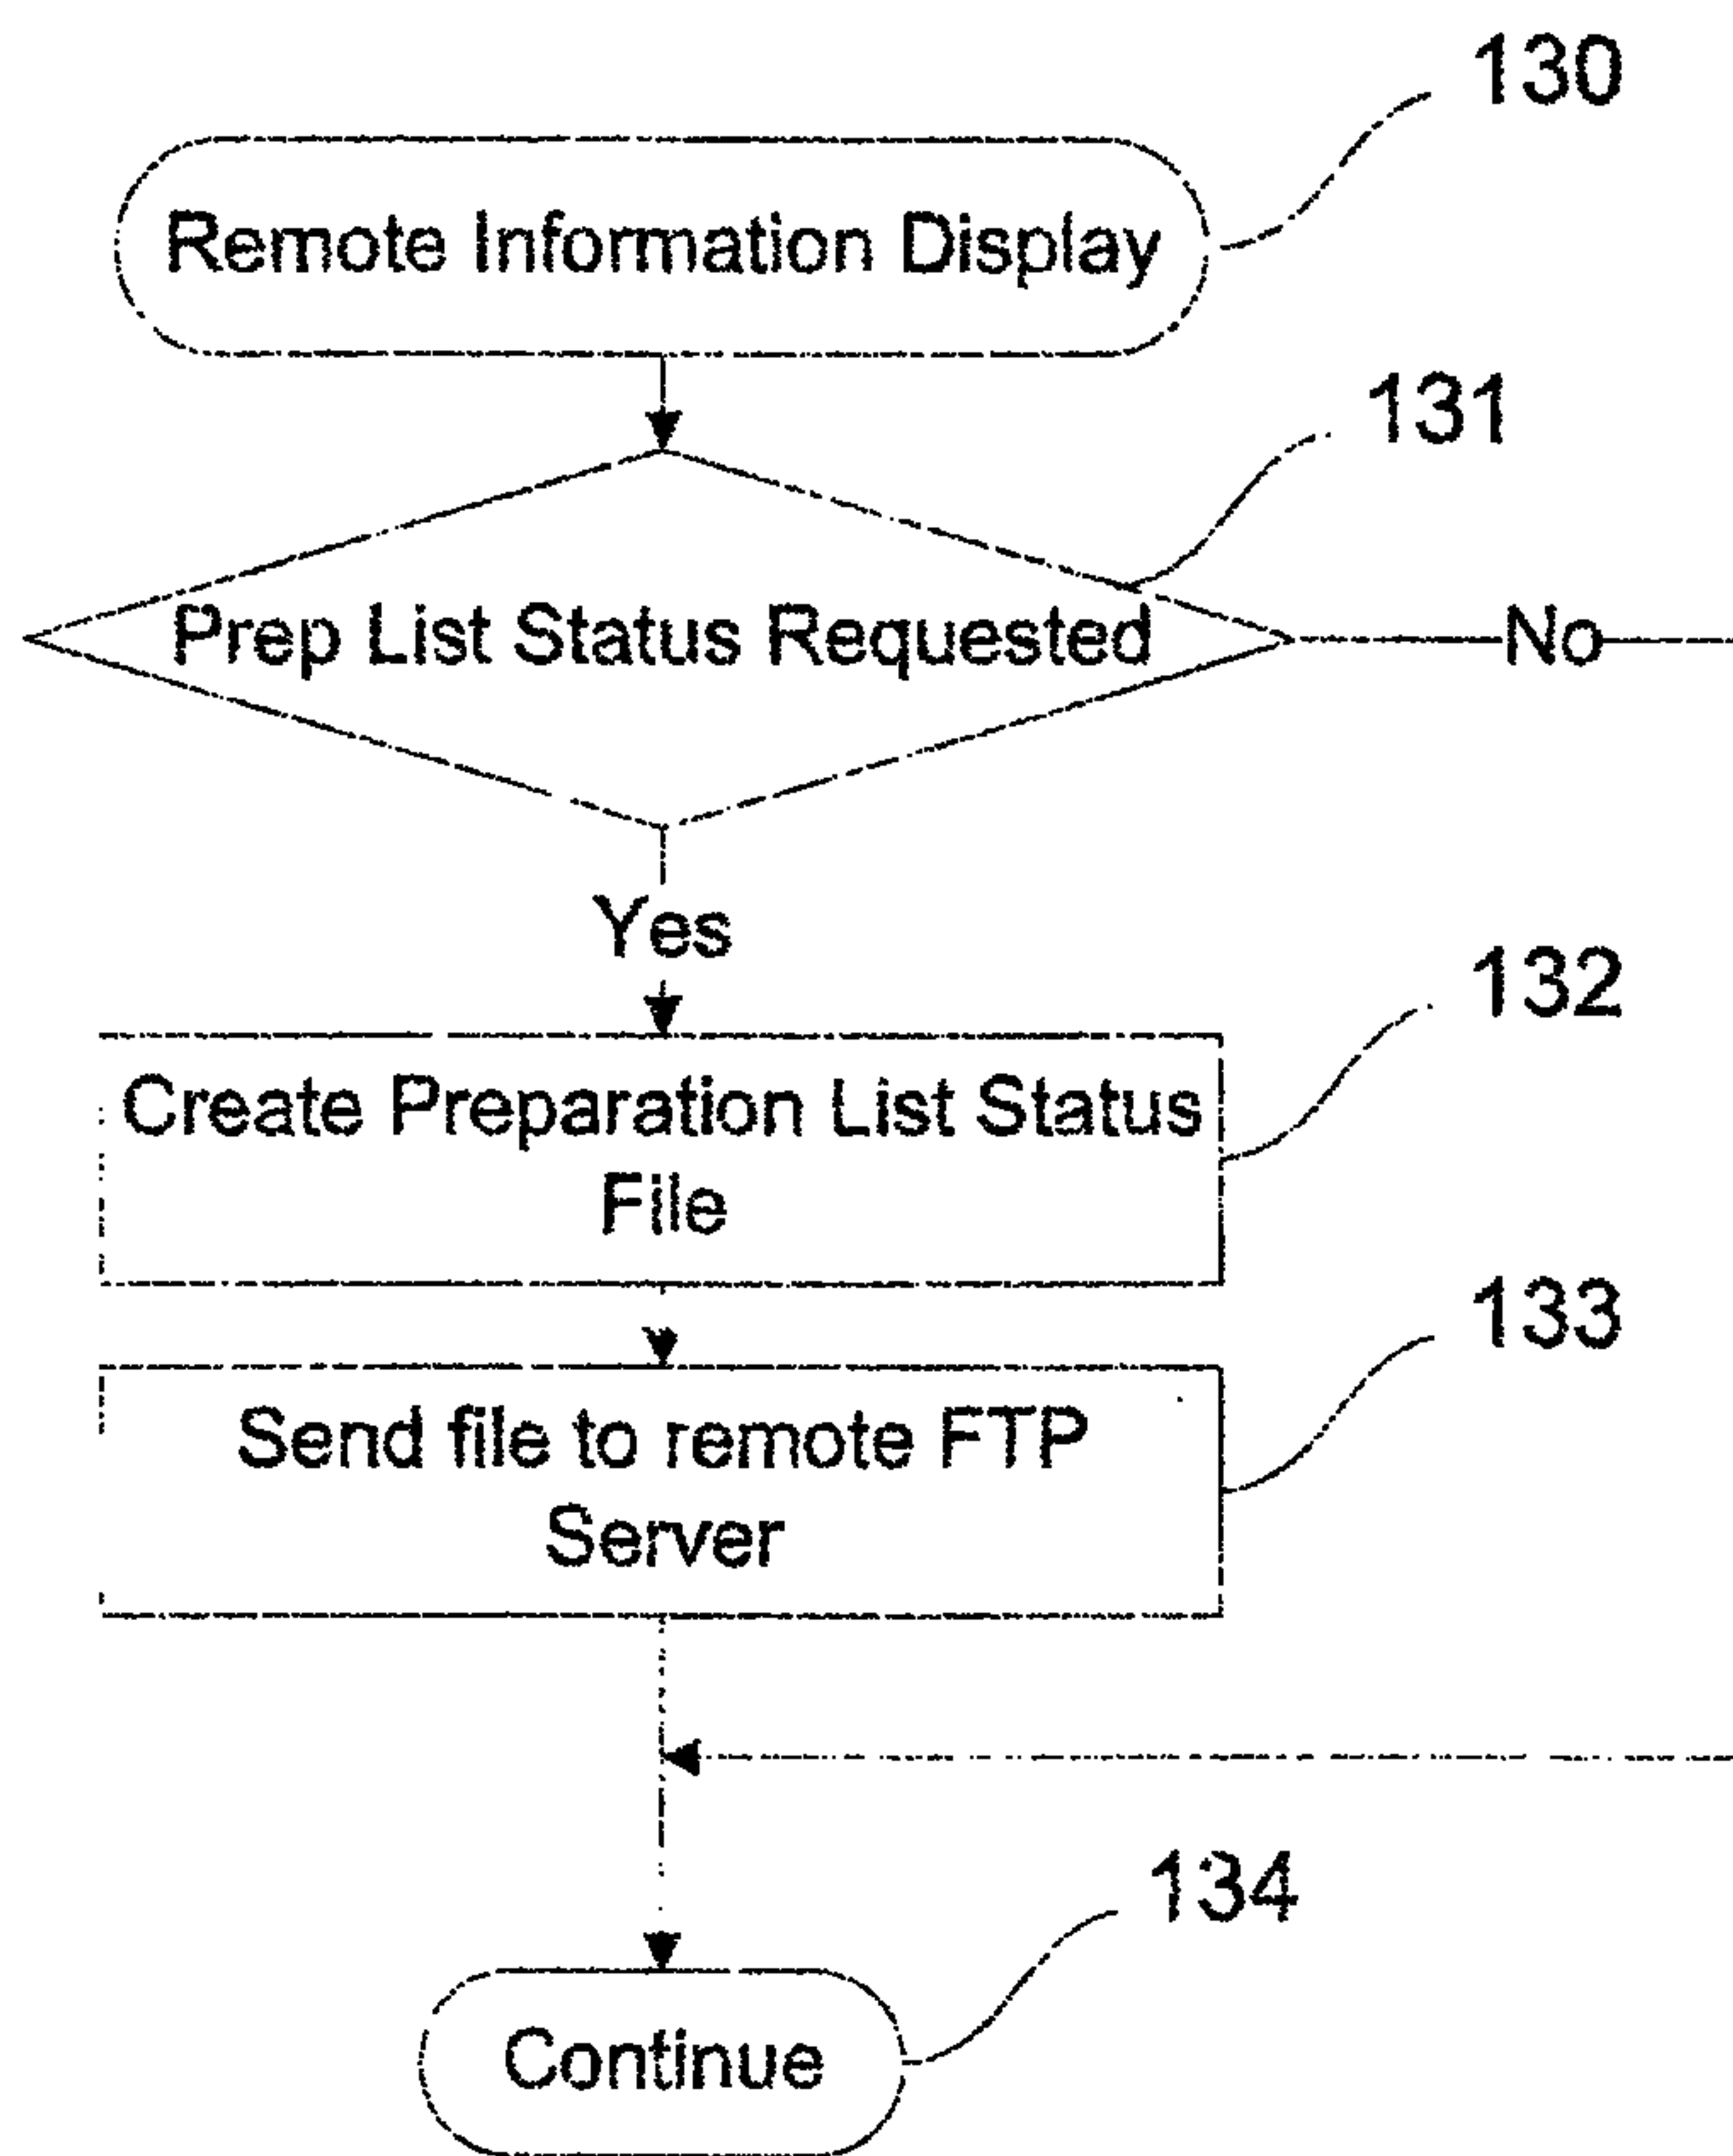 130
Remote Information Display
131
Prep List Status Requested
No
Yes
132
Create Preparation List Status
File
133
Send file to remote FTP
Server
134
Continue